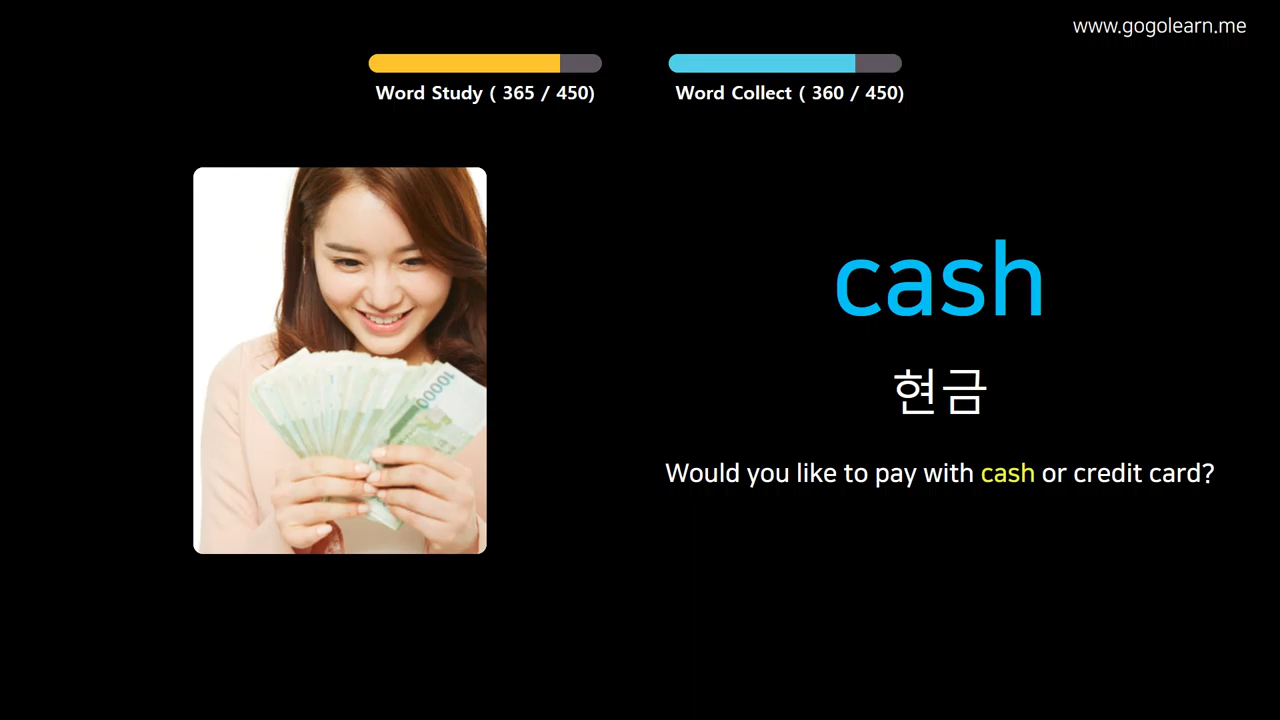 www.gogolearn.me
Word Study ( 365 / 450)
Word Collect ( 360 / 450)
10000
cash
현금
Would you like to pay with cash or credit card?